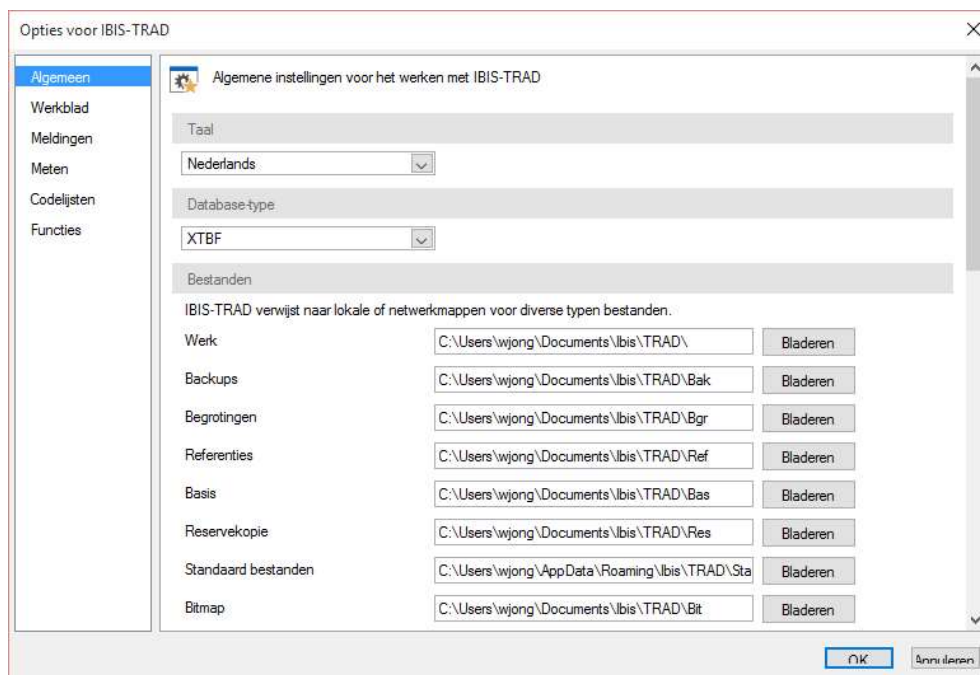 Opties voor IBIS-TRAD
Algemeen
Werkblad
Meldingen
Meten
Codelijsten
Functies
Algemene instellingen voor het werken met IBIS-TRAD
Taal
Nederlands
Database-type
XTBF
Bestanden
IBIS-TRAD verwijst naar lokale of netwerkmappen voor diverse typen bestanden.
Werk C:\Users\wjong\Documents\Ibis\TRAD\ Bladeren
Backups C:\Users\wjong\Documents\Ibis\TRAD\Bak Bladeren
Begrotingen C:\Users\wjong\Documents\Ibis\TRAD\Bgr Bladeren
Referenties C:\Users\wjong\Documents\Ibis\TRAD\Ref Bladeren
Basis C:\Users\wjong\Documents\Ibis\TRAD\Bas Bladeren
Reservekopie C:\Users\wjong\Documents\Ibis\TRAD\Res Bladeren
Standaard bestanden C:\Users\wjong\AppData\Roaming\Ibis\TRAD\Sta Bladeren
Bitmap C:\Users\wjong\Documents\Ibis\TRAD\Bit Bladeren
OK Annuleren